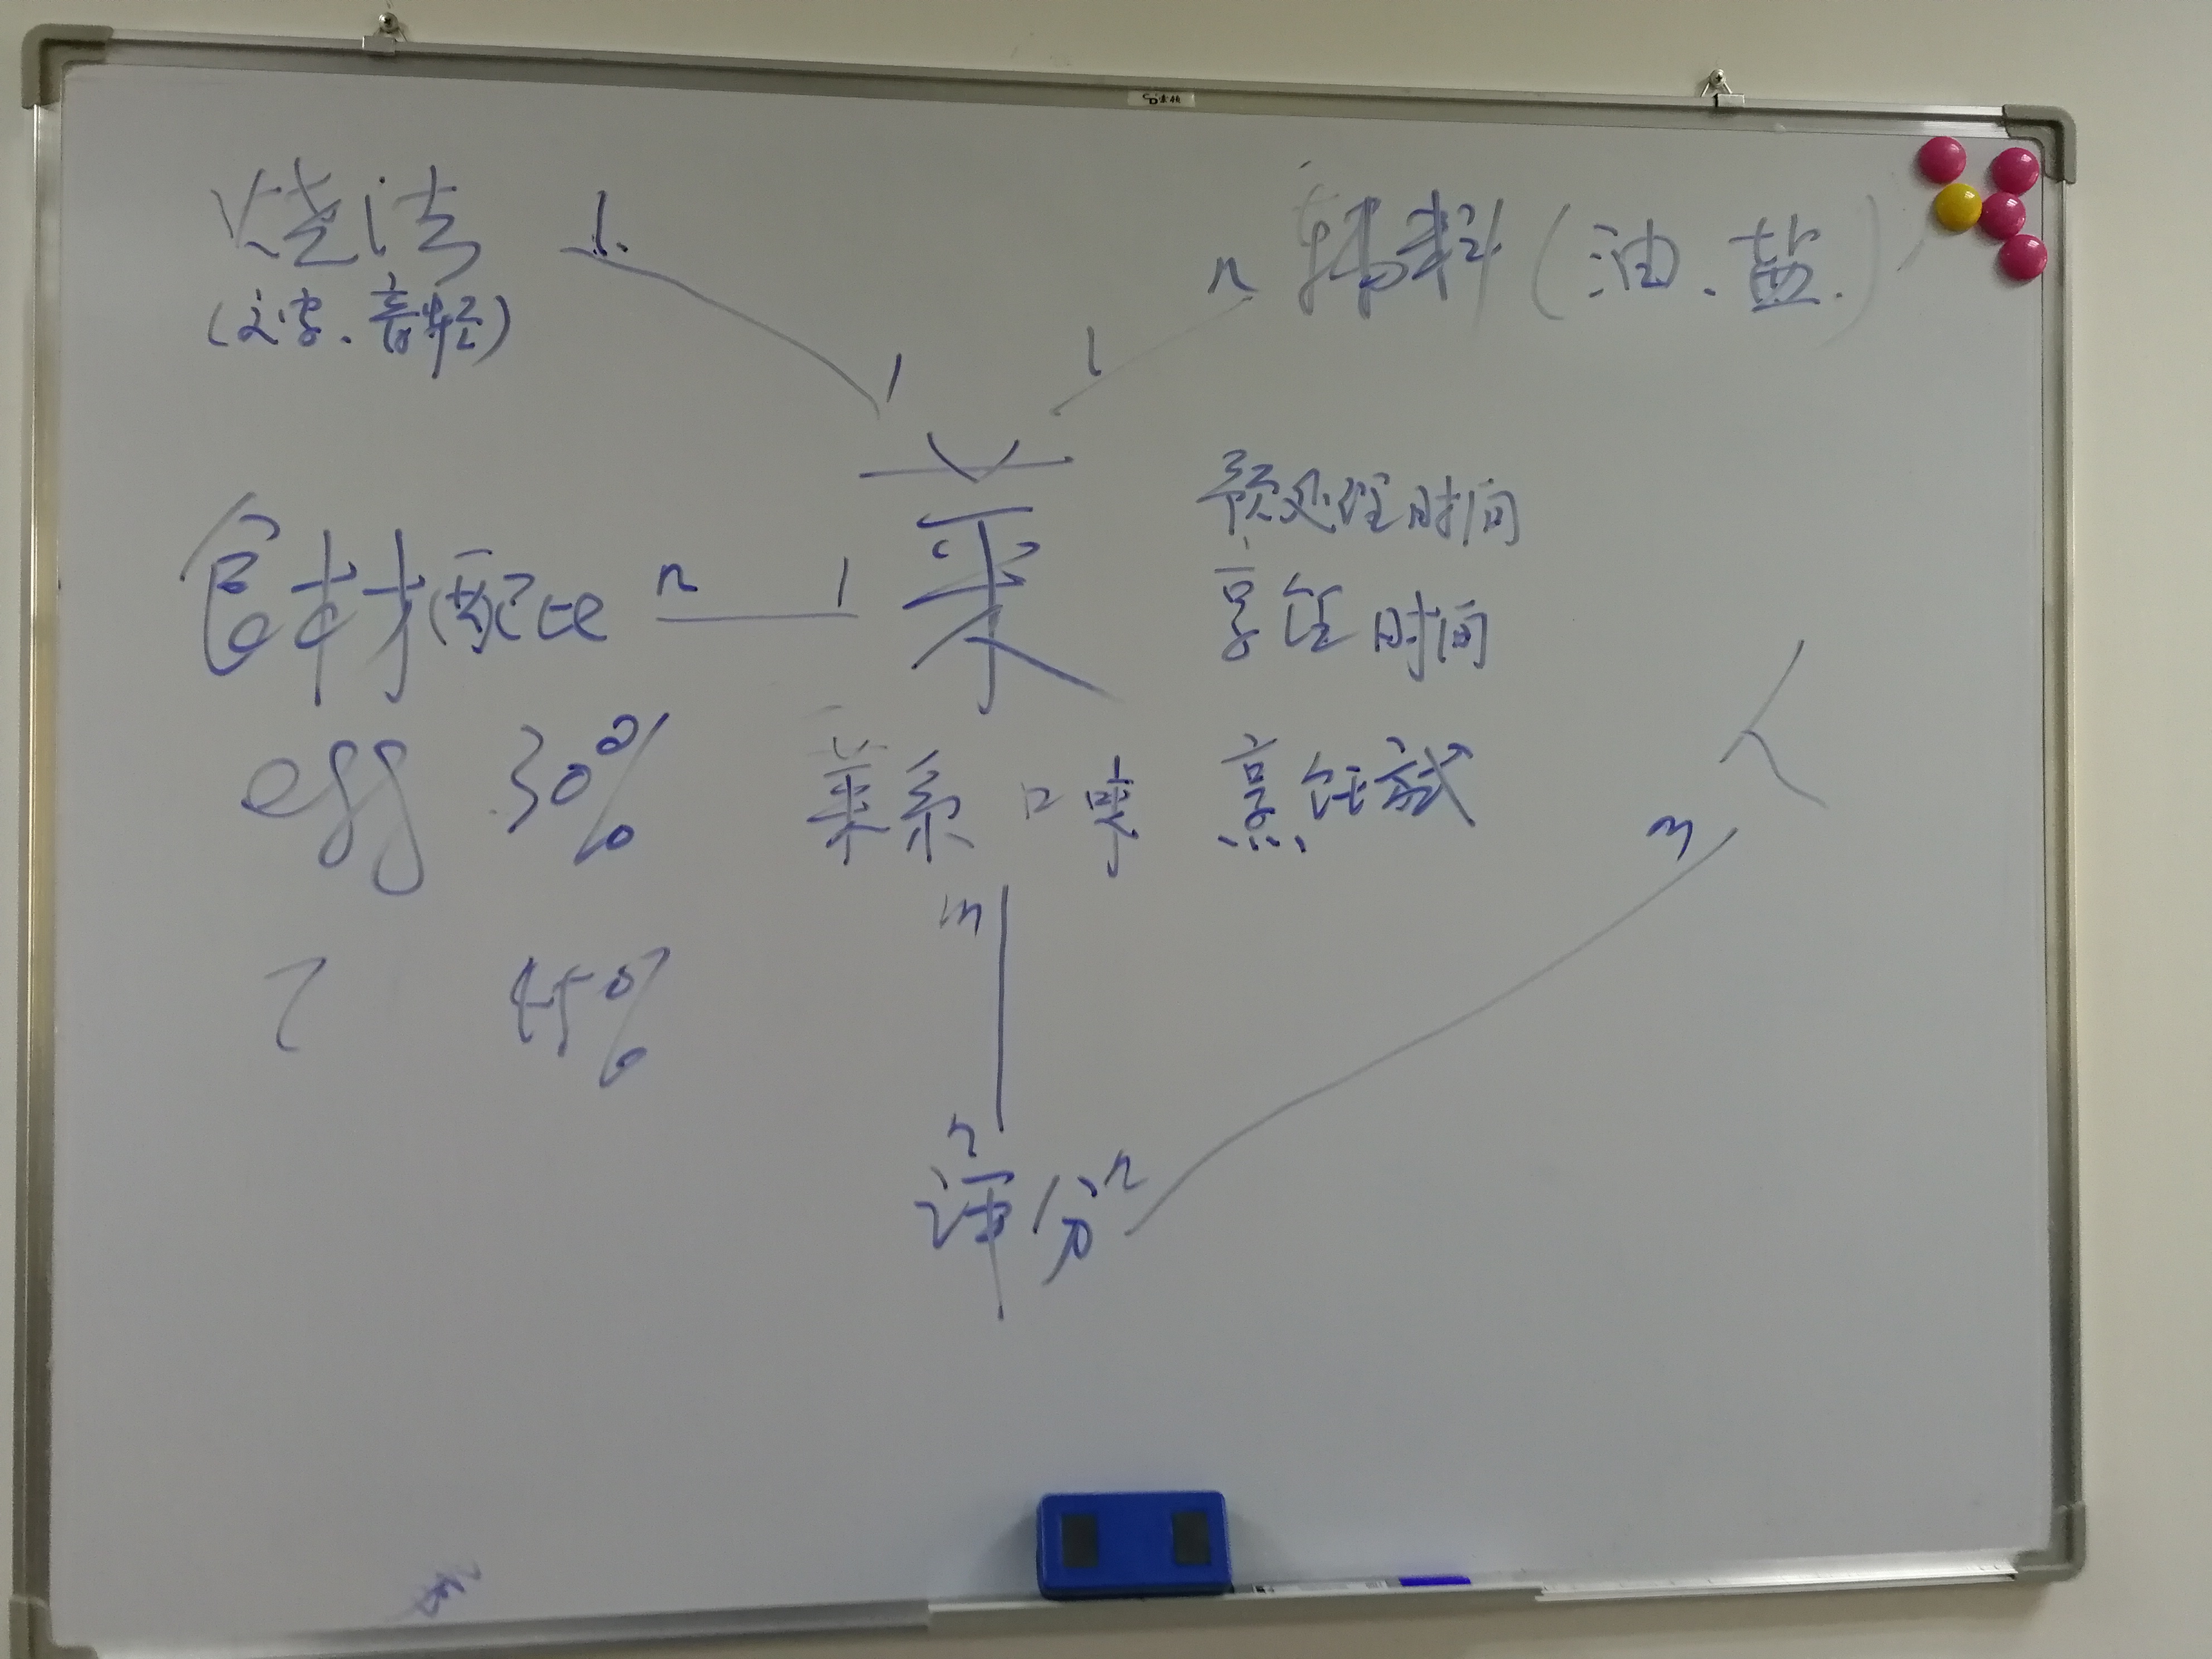 烧法 1 n 辅料(油、盐)
(文字、音频)
1 1
菜
预处理时间
食材配比 n 1
烹饪时间
人
egg 30% 菜系 口味 烹饪方式
m m
45%
n n
评分